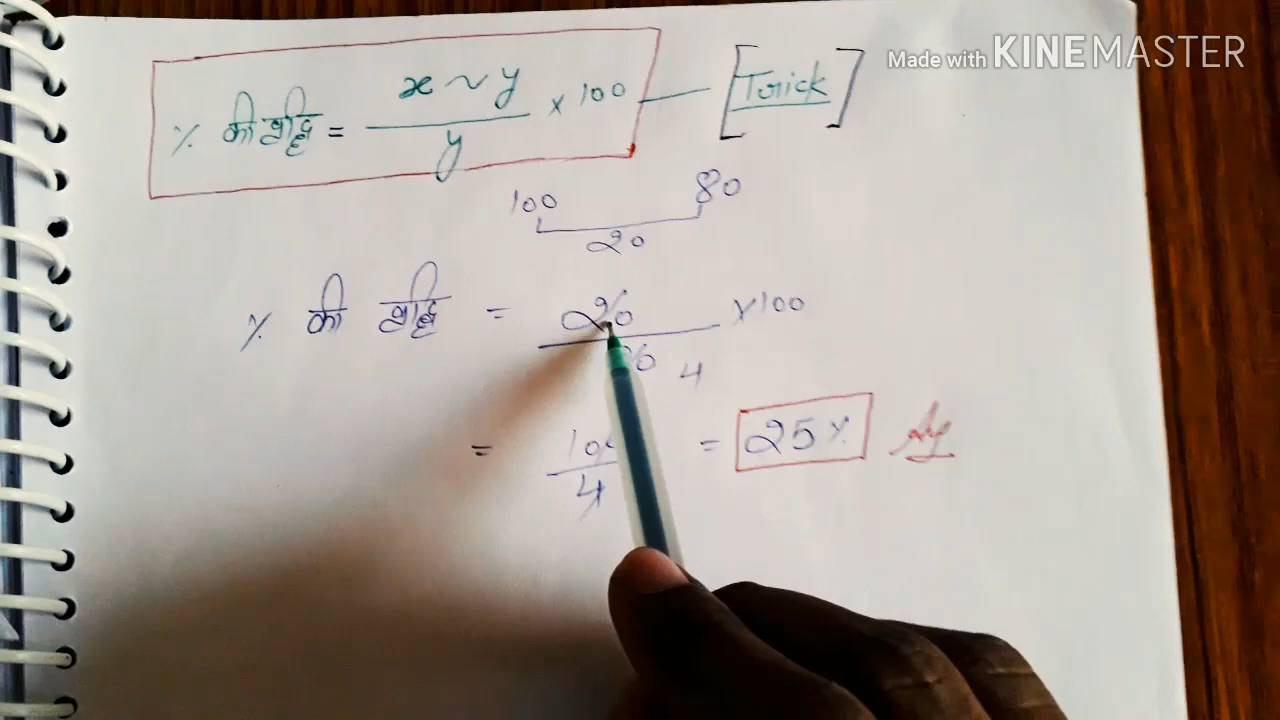 Made with KINEMASTER
% की वृद्धि = x ~ y / y × 100 — [Trick]
100 80
20
% की वृद्धि = 20 / 80 4 × 100
= 100 / 4 = 25%